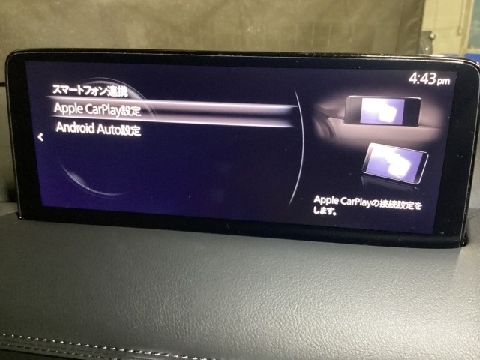 4:43pm
スマートフォン連携
Apple CarPlay設定
Android Auto設定
Apple CarPlayの接続設定を
します。